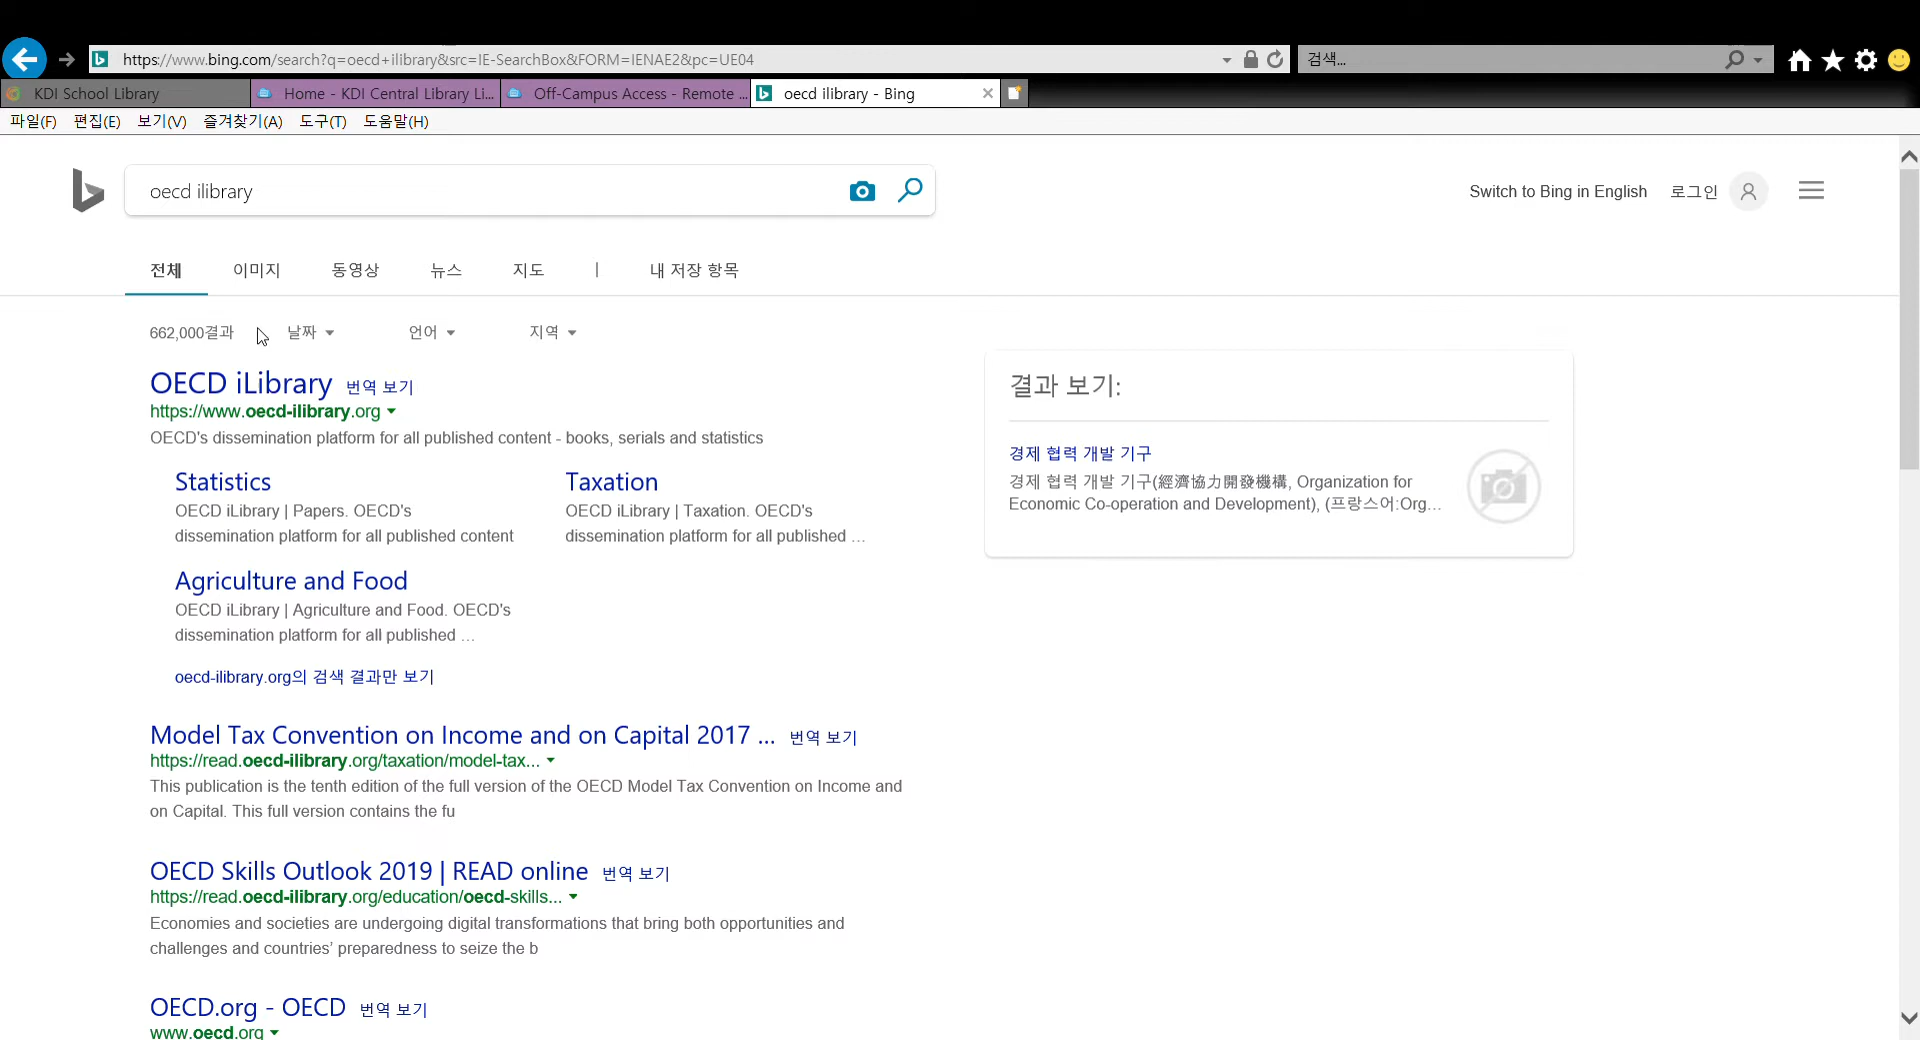 https://www.bing.com/search?q=oecd+ilibrary&src=IE-SearchBox&FORM=IENAE2&pc=UE04
검색...
KDI School Library
Home - KDI Central Library Li...
Off-Campus Access - Remote ...
oecd ilibrary - Bing
파일(F) 편집(E) 보기(V) 즐겨찾기(A) 도구(T) 도움말(H)
oecd ilibrary
Switch to Bing in English 로그인
전체 이미지 동영상 뉴스 지도 | 내 저장 항목
662,000결과 날짜 언어 지역
OECD iLibrary 번역 보기
https://www.oecd-ilibrary.org
OECD's dissemination platform for all published content - books, serials and statistics
Statistics
OECD iLibrary | Papers. OECD's
dissemination platform for all published content
Taxation
OECD iLibrary | Taxation. OECD's
dissemination platform for all published ...
Agriculture and Food
OECD iLibrary | Agriculture and Food. OECD's
dissemination platform for all published ...
oecd-ilibrary.org의 검색 결과만 보기
Model Tax Convention on Income and on Capital 2017 ... 번역 보기
https://read.oecd-ilibrary.org/taxation/model-tax...
This publication is the tenth edition of the full version of the OECD Model Tax Convention on Income and
on Capital. This full version contains the fu
OECD Skills Outlook 2019 | READ online 번역 보기
https://read.oecd-ilibrary.org/education/oecd-skills...
Economies and societies are undergoing digital transformations that bring both opportunities and
challenges and countries’ preparedness to seize the b
OECD.org - OECD 번역 보기
www.oecd.org
결과 보기:
경제 협력 개발 기구
경제 협력 개발 기구(經濟協力開發機構, Organization for
Economic Co-operation and Development), (프랑스어:Org...